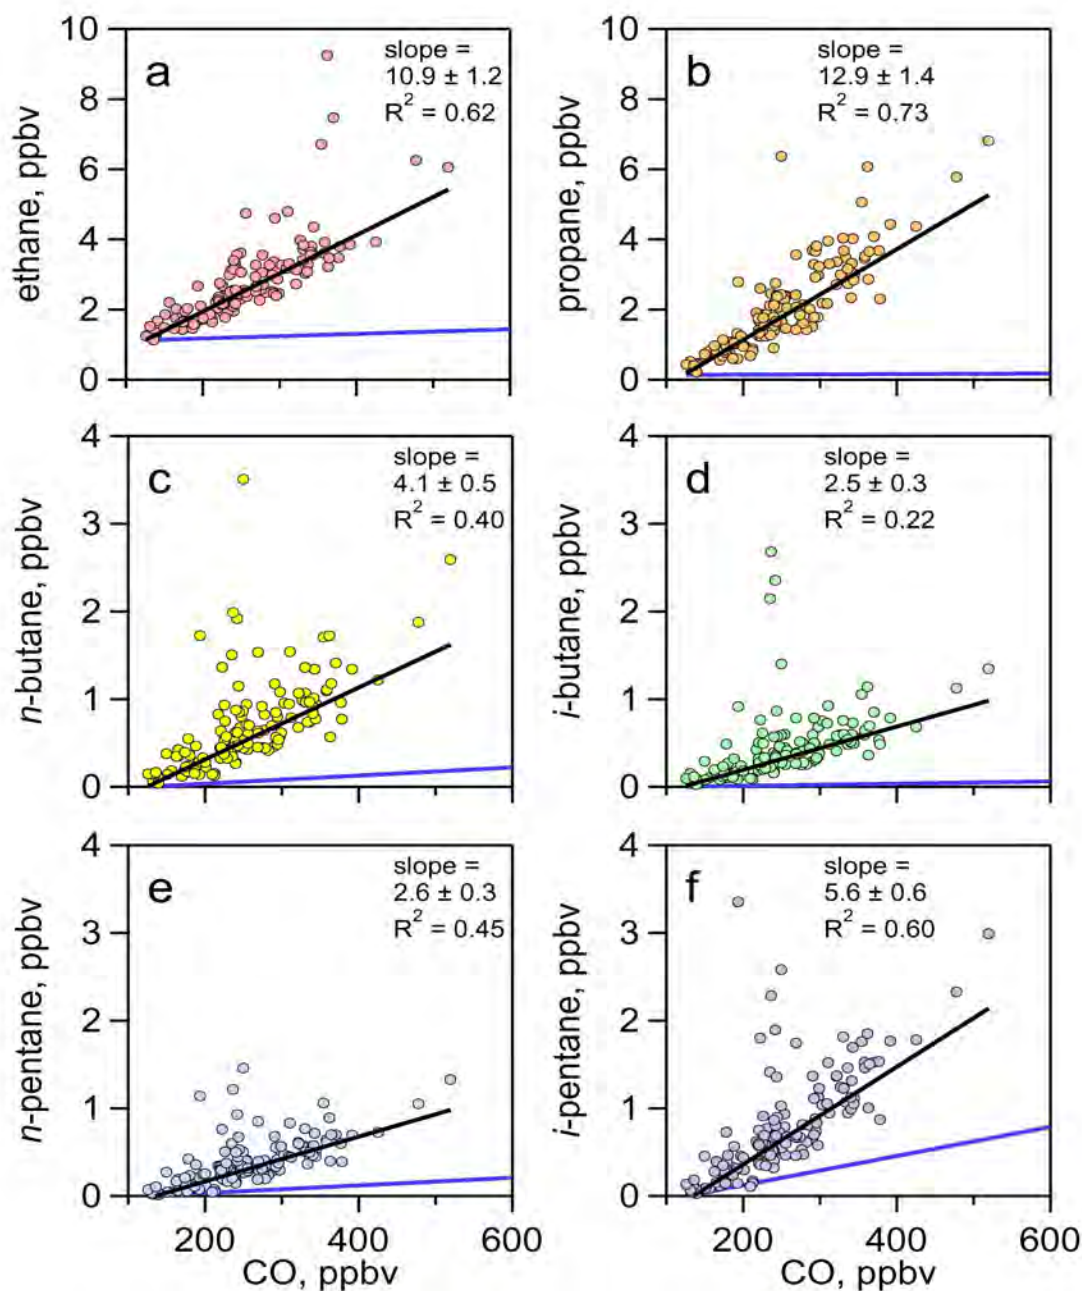 a
slope =
10.9 ± 1.2
R² = 0.62
10
8
6
4
2
0
ethane, ppbv
b
slope =
12.9 ± 1.4
R² = 0.73
10
8
6
4
2
0
propane, ppbv
c
slope =
4.1 ± 0.5
R² = 0.40
4
3
2
1
0
n-butane, ppbv
d
slope =
2.5 ± 0.3
R² = 0.22
4
3
2
1
0
i-butane, ppbv
e
slope =
2.6 ± 0.3
R² = 0.45
4
3
2
1
0
n-pentane, ppbv
200 400 600
CO, ppbv
f
slope =
5.6 ± 0.6
R² = 0.60
4
3
2
1
0
i-pentane, ppbv
200 400 600
CO, ppbv